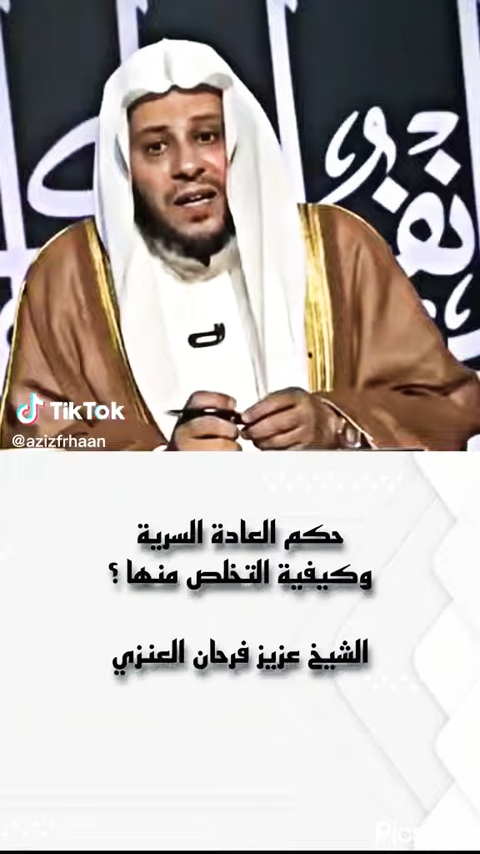 TikTok
@azizfrhaan
حكم العادة السرية
وكيفية التخلص منها ؟
الشيخ عزيز فرحان العنزي